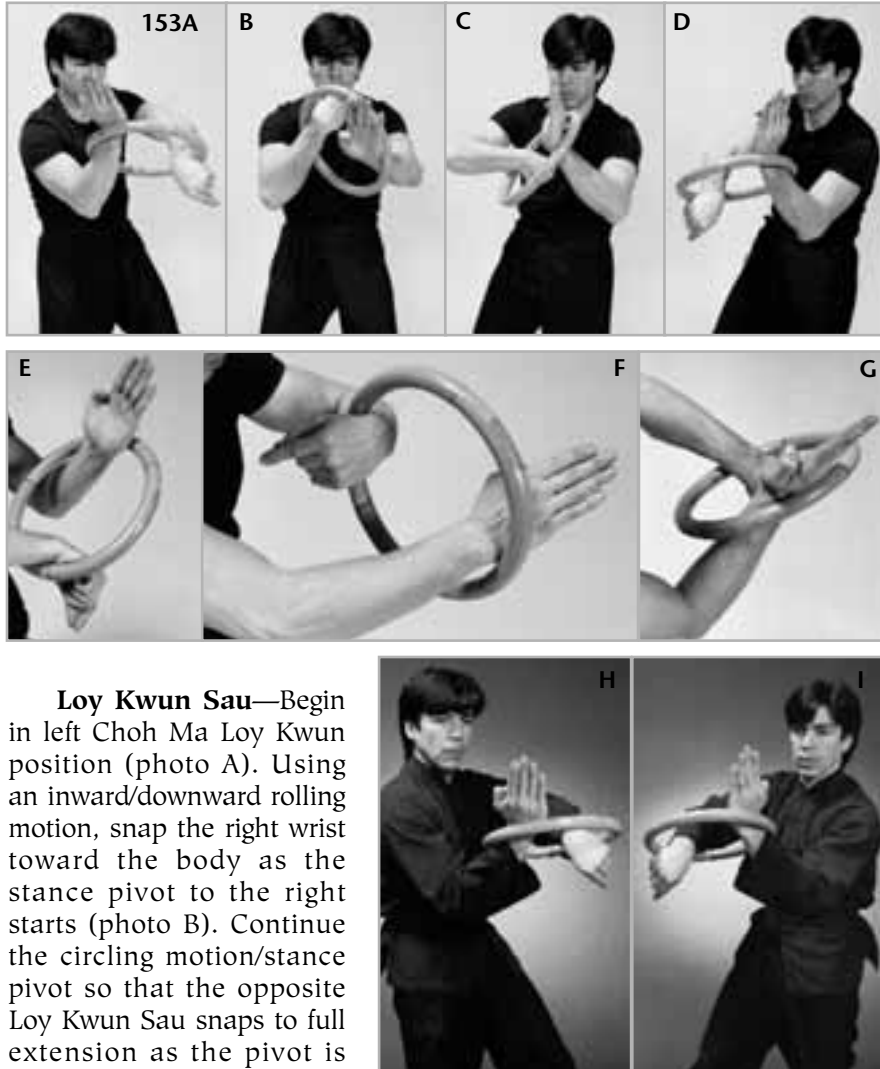 153A B C D
E F G
H I
Loy Kwun Sau—Begin
in left Choh Ma Loy Kwun
position (photo A). Using
an inward/downward rolling
motion, snap the right wrist
toward the body as the
stance pivot to the right
starts (photo B). Continue
the circling motion/stance
pivot so that the opposite
Loy Kwun Sau snaps to full
extension as the pivot is